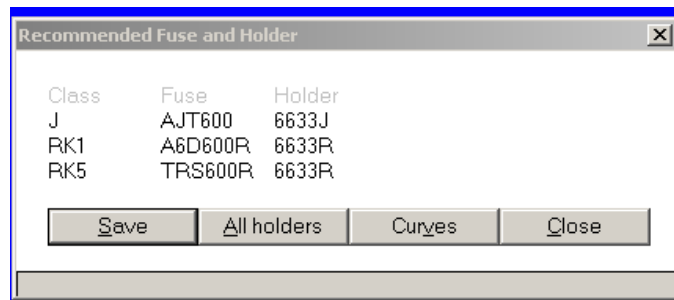 Recommended Fuse and Holder
Class Fuse Holder
J AJT600 6633J
RK1 A6D600R 6633R
RK5 TRS600R 6633R
Save All holders Curves Close